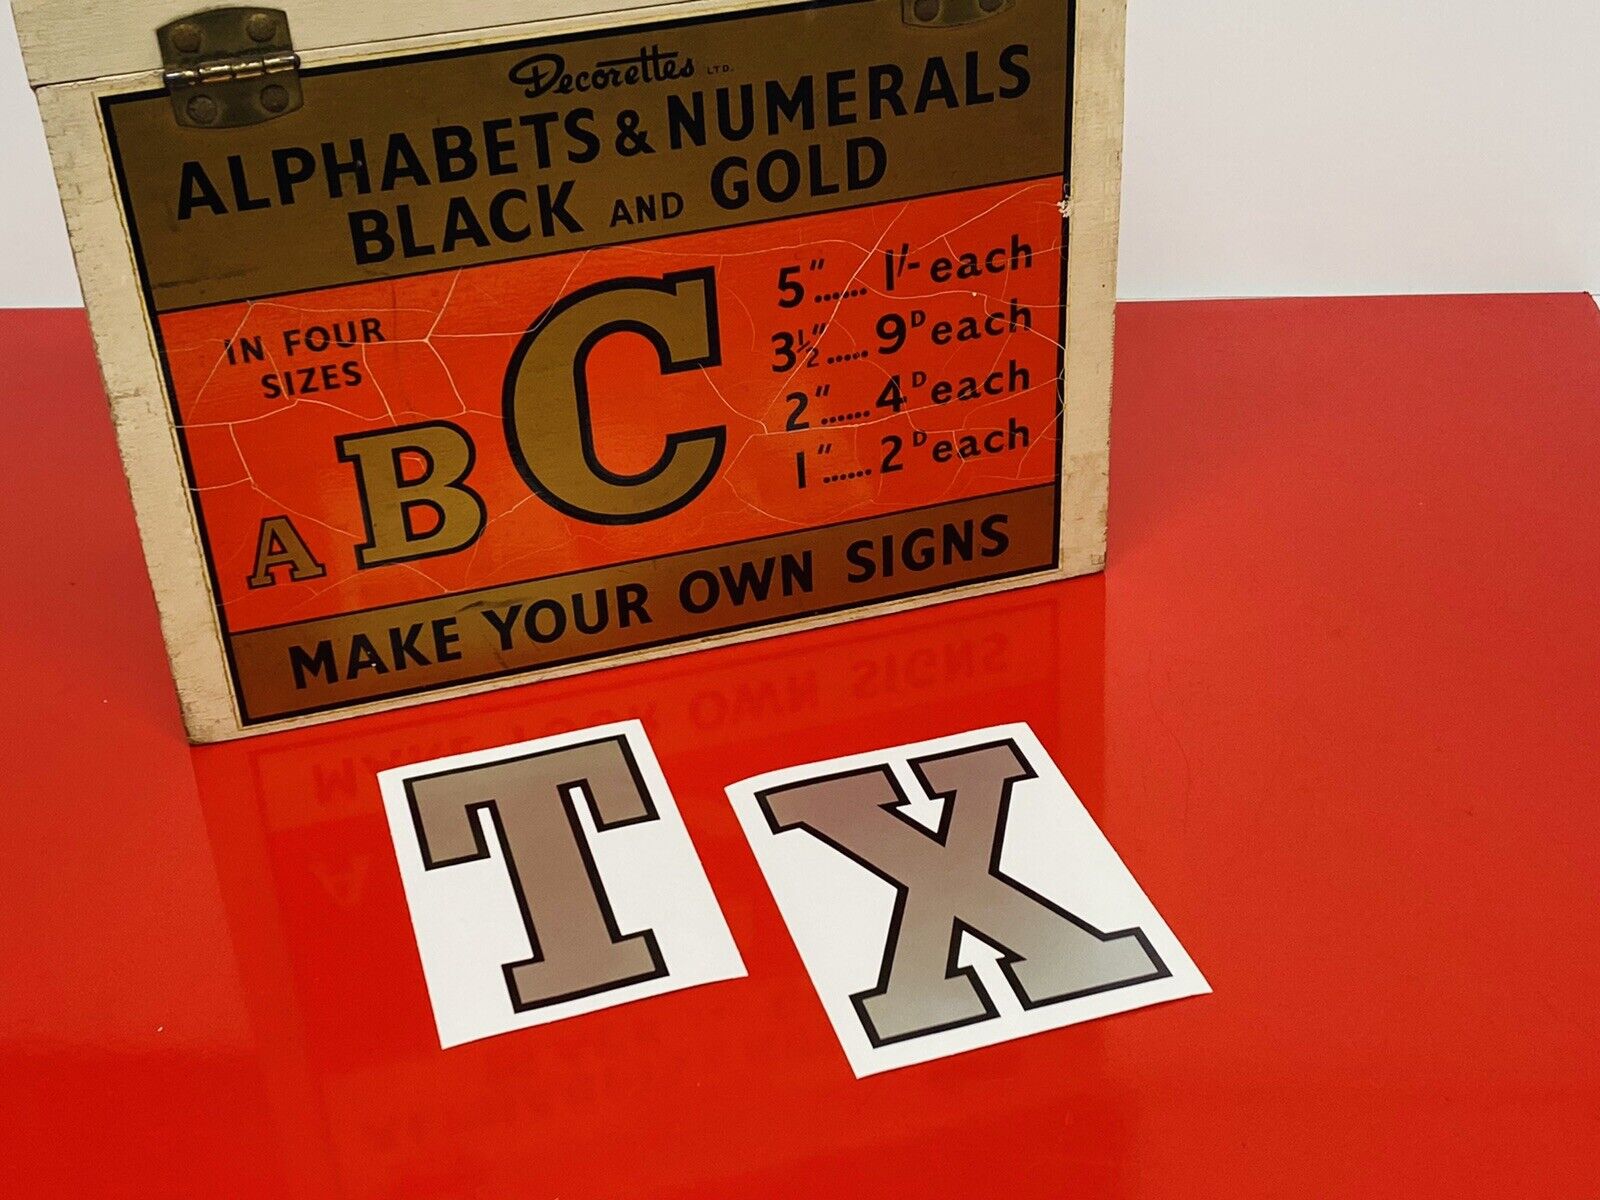 Decorettes LTD.
ALPHABETS & NUMERALS
BLACK AND GOLD
IN FOUR
SIZES
A B C
5" ...... 1/- each
3½" ..... 9D each
2" ...... 4D each
1" ...... 2D each
MAKE YOUR OWN SIGNS
T X